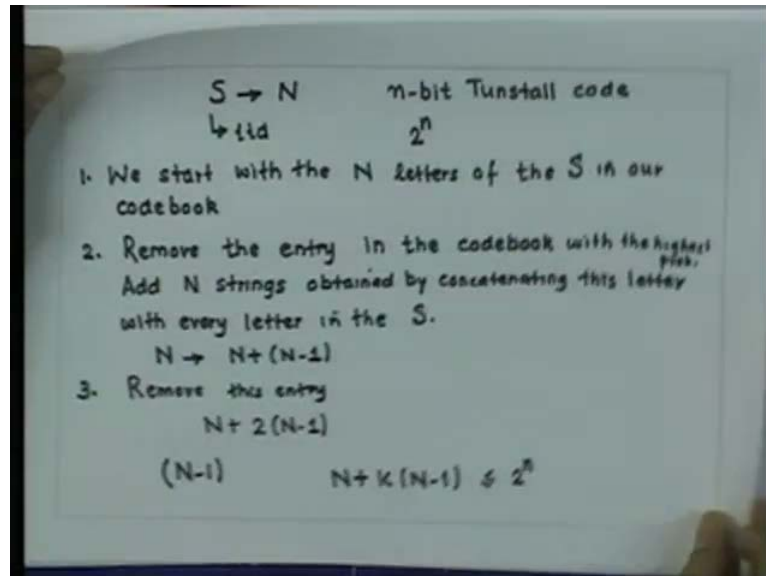 S → N n-bit Tunstall code
↳ iid 2ⁿ
1. We start with the N letters of the S in our
codebook
2. Remove the entry in the codebook with the highest
prob.
Add N strings obtained by concatenating this letter
with every letter in the S.
N → N+(N-1)
3. Remove this entry
N+ 2(N-1)
(N-1) N+ K(N-1) ≤ 2ⁿ